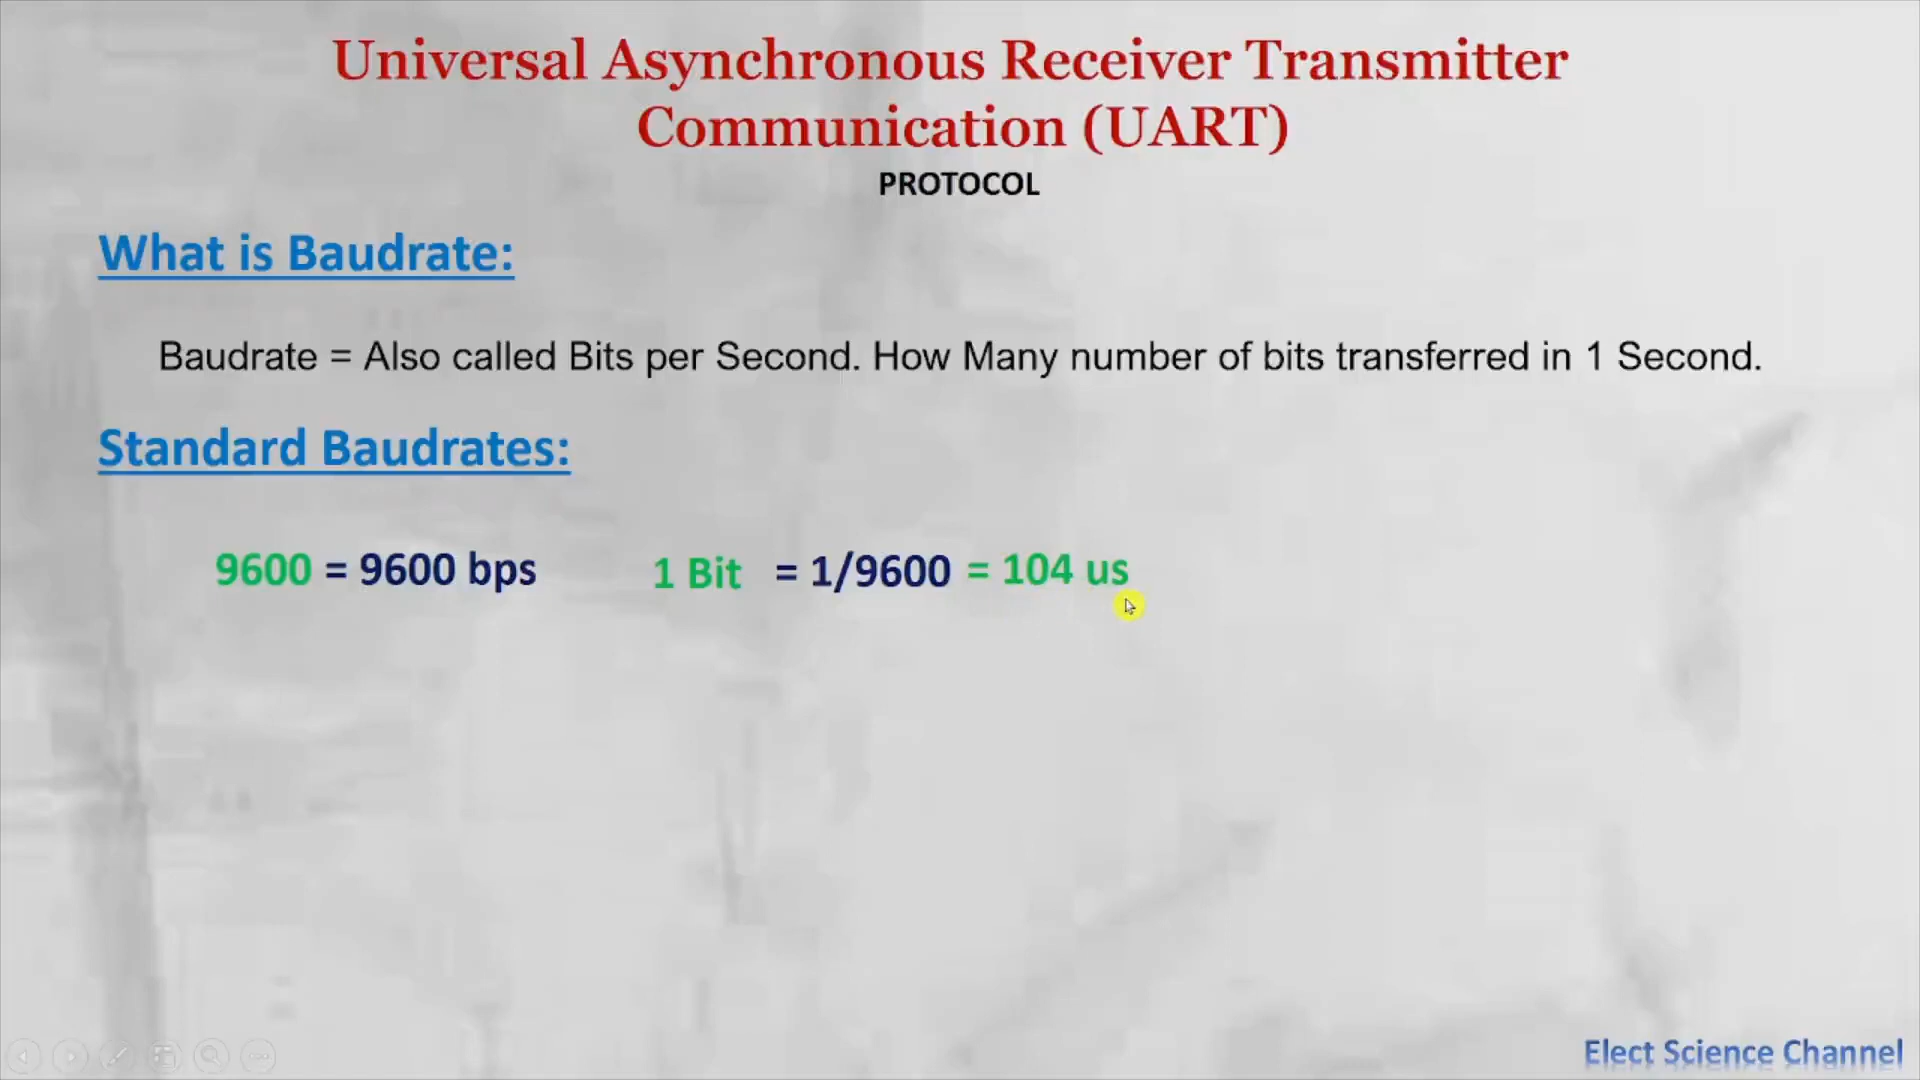 Universal Asynchronous Receiver Transmitter
Communication (UART)
PROTOCOL
What is Baudrate:
Baudrate = Also called Bits per Second. How Many number of bits transferred in 1 Second.
Standard Baudrates:
9600 = 9600 bps 1 Bit = 1/9600 = 104 us
Elect Science Channel